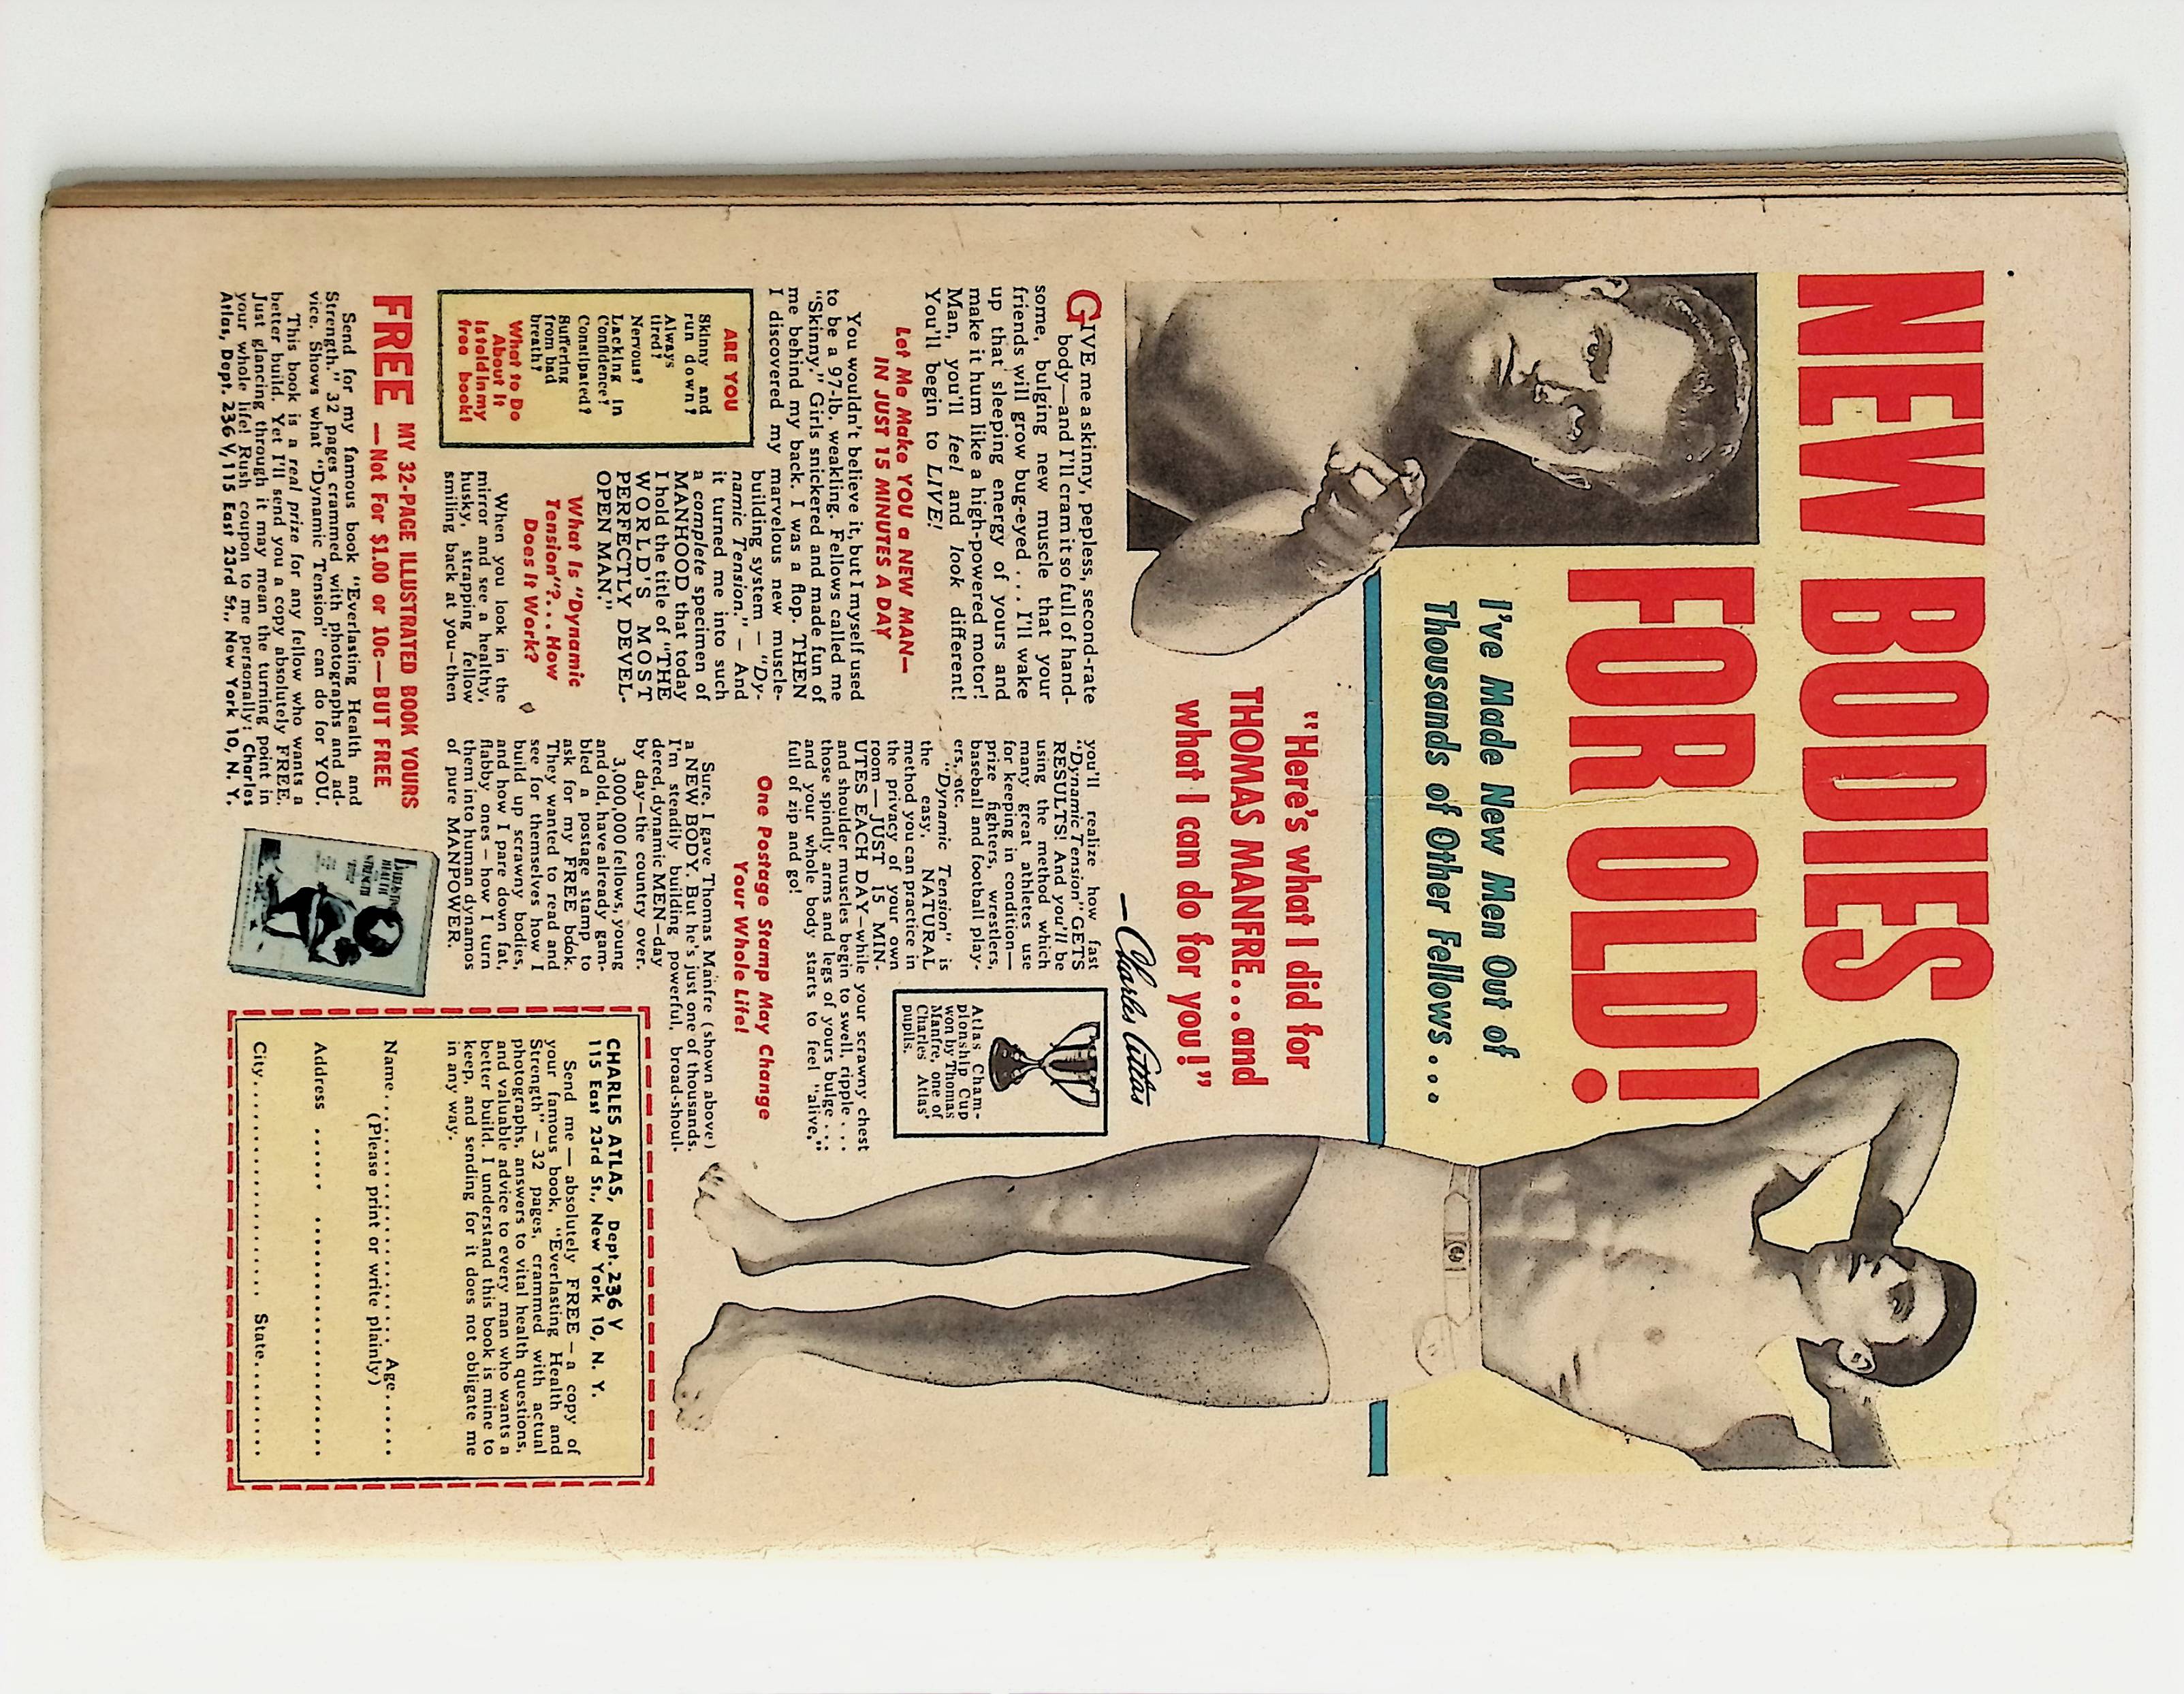 NEW BODIES
FOR OLD!
I've Made New Men Out of
Thousands of Other Fellows...
"Here's what I did for
THOMAS MANFRE...and
what I can do for you!"
—Charles Atlas
GIVE me a skinny, pepless, second-rate
body—and I'll cram it so full of hand-
some, bulging new muscle that your
friends will grow bug-eyed... I'll wake
up that sleeping energy of yours and
make it hum like a high-powered motor!
Man, you'll feel and look different!
You'll begin to LIVE!
Let Me Make YOU a NEW MAN—
IN JUST 15 MINUTES A DAY
You wouldn't believe it, but I myself used
to be a 97-lb. weakling. Fellows called me
"Skinny." Girls snickered and made fun of
me behind my back. I was a flop. THEN
I discovered my marvelous new muscle-
building system — "Dy-
namic Tension." — And
it turned me into such
a complete specimen of
MANHOOD that today
I hold the title of "THE
WORLD'S MOST
PERFECTLY DEVEL-
OPED MAN."
ARE YOU
Skinny and
run down?
Always
tired?
Nervous?
Lacking in
Confidence?
Constipated?
Suffering
from bad
breath?
What to Do
About It
Is told in my
free book!
What Is "Dynamic
Tension"?... How
Does It Work?
When you look in the
mirror and see a healthy,
husky, strapping fellow
smiling back at you—then
you'll realize how fast
"Dynamic Tension" GETS
RESULTS! And you'll be
using the method which
many great athletes use
for keeping in condition—
prize fighters, wrestlers,
baseball and football play-
ers, etc.
"Dynamic Tension" is
the easy, NATURAL
method you can practice in
the privacy of your own
room — JUST 15 MIN-
UTES EACH DAY—while your scrawny chest
and shoulder muscles begin to swell, ripple...
those spindly arms and legs of yours bulge...
and your whole body starts to feel "alive,"
full of zip and go!
Atlas Cham-
pionship Cup
won by Thomas
Manfre, one of
Charles Atlas'
pupils.
One Postage Stamp May Change
Your Whole Life!
Sure, I gave Thomas Mainfre (shown above)
a NEW BODY. But he's just one of thousands.
I'm steadily building powerful, broad-shoul-
dered, dynamic MEN—day
by day—the country over.
3,000,000 fellows, young
and old, have already gam-
bled a postage stamp to
ask for my FREE book.
They wanted to read and
see for themselves how I
build up scrawny bodies,
and how I pare down fat,
flabby ones — how I turn
them into human dynamos
of pure MANPOWER.
FREE MY 32-PAGE ILLUSTRATED BOOK YOURS
—Not For $1.00 or 10c—BUT FREE
Send for my famous book "Everlasting Health and
Strength." 32 pages crammed with photographs and ad-
vice. Shows what "Dynamic Tension" can do for YOU.
This book is a real prize for any fellow who wants a
better build. Yet I'll send you a copy absolutely FREE.
Just glancing through it may mean the turning point in
your whole life! Rush coupon to me personally: Charles
Atlas, Dept. 236 V, 115 East 23rd St., New York 10, N. Y.
HEALTH
STRENGTH
CHARLES ATLAS, Dept. 236 V
115 East 23rd St., New York 10, N. Y.
Send me — absolutely FREE — a copy of
your famous book, "Everlasting Health and
Strength" — 32 pages, crammed with actual
photographs, answers to vital health questions,
and valuable advice to every man who wants a
better build. I understand this book is mine to
keep, and sending for it does not obligate me
in any way.
Name.............................. Age.......
(Please print or write plainly)
Address ...................................
City........................ State.............